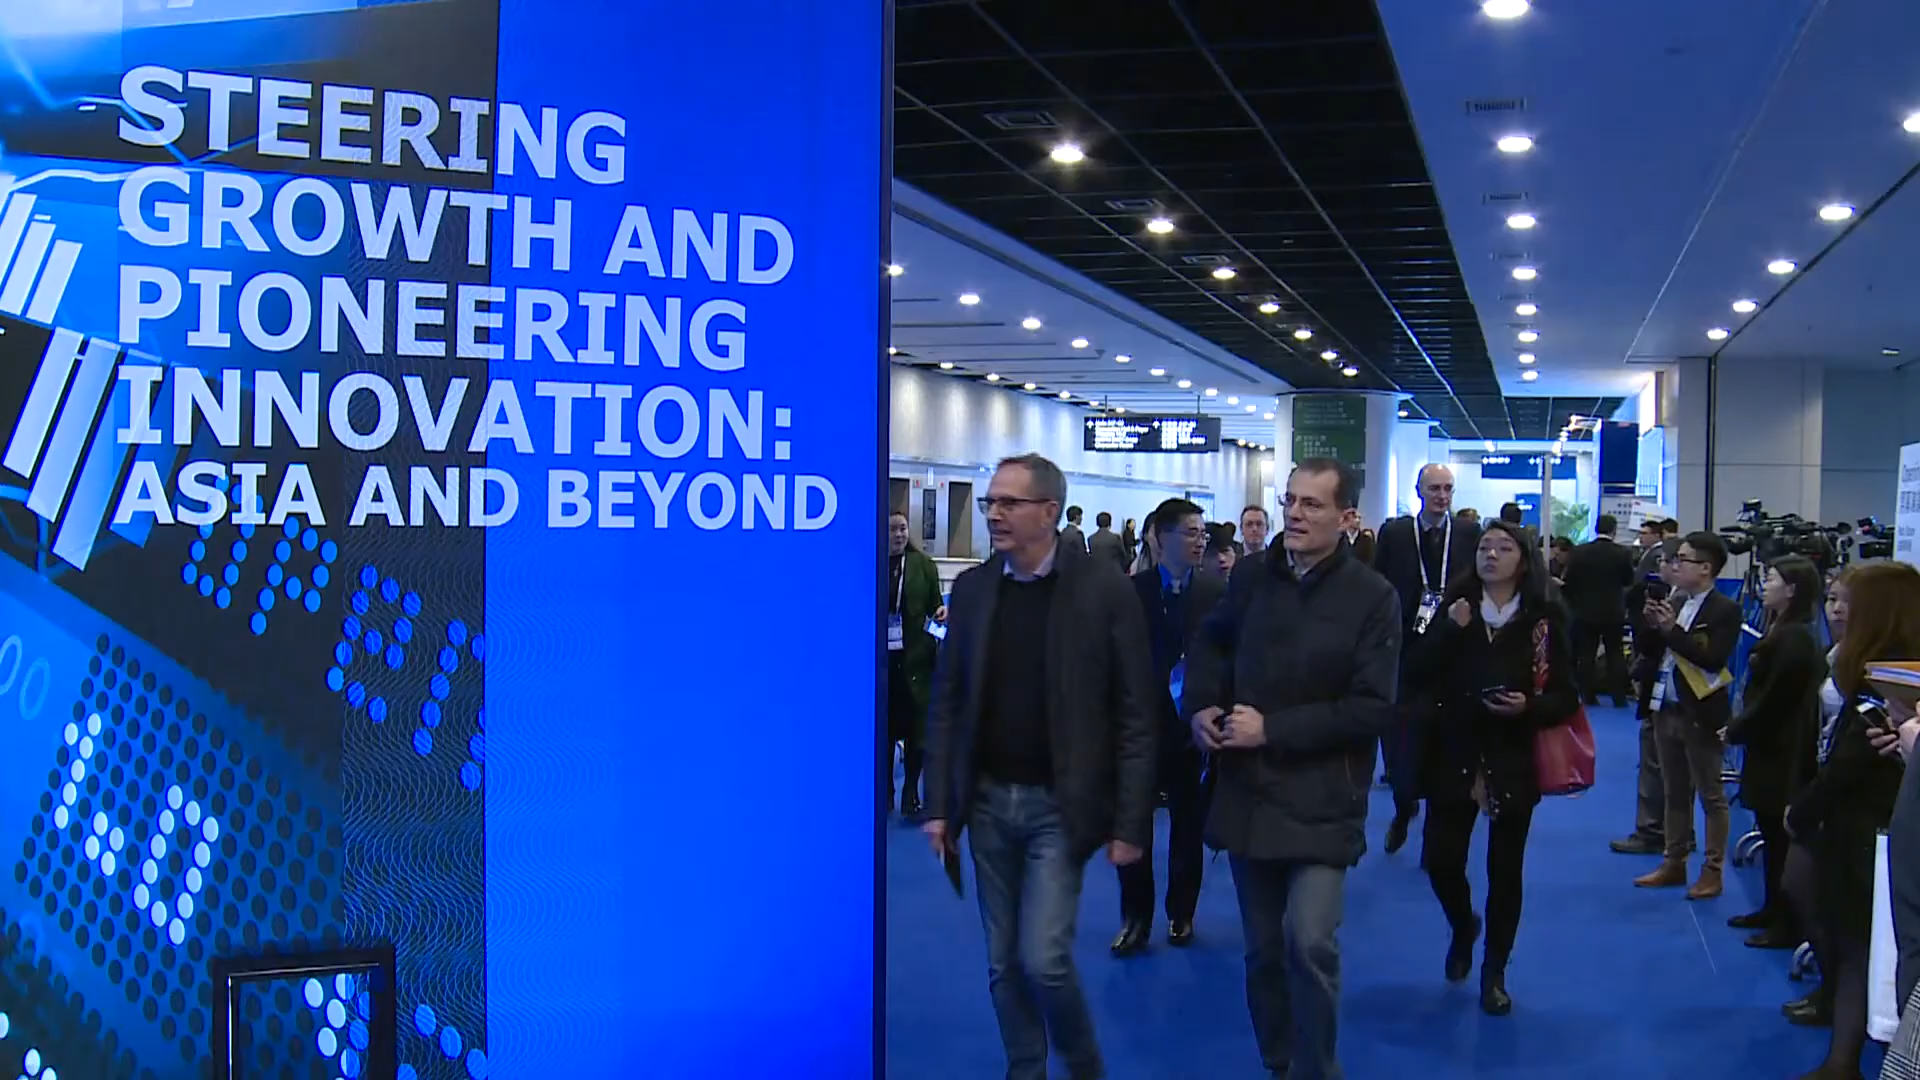 STEERING
GROWTH AND
PIONEERING
INNOVATION:
ASIA AND BEYOND